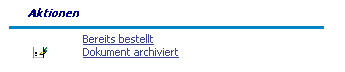 Aktionen
Bereits bestellt
Dokument archiviert